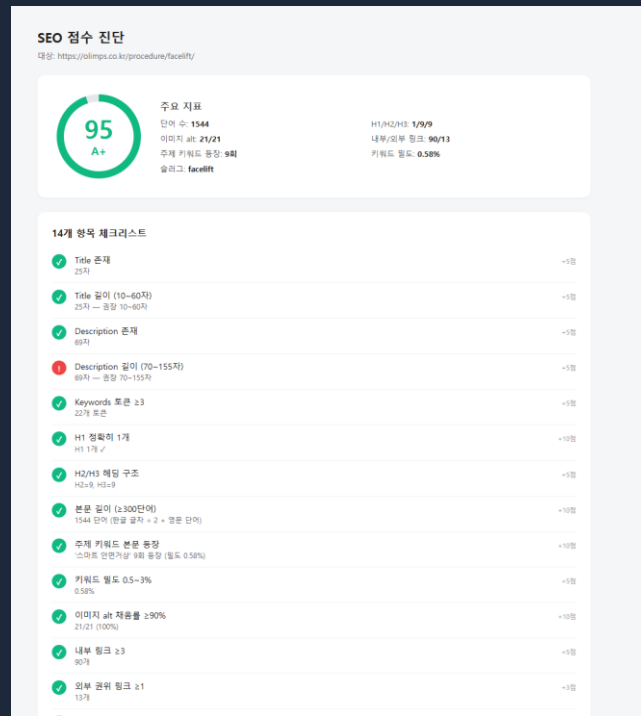 SEO 점수 진단
대상: https://olimps.co.kr/procedure/facelift/
95
A+
주요 지표
단어 수: 1544
H1/H2/H3: 1/9/9
이미지 alt: 21/21
내부/외부 링크: 90/13
주제 키워드 등장: 9회
키워드 밀도: 0.58%
슬러그: facelift
14개 항목 체크리스트
Title 존재
25자
+5점
Title 길이 (10~60자)
25자 — 권장 10~60자
+5점
Description 존재
69자
+5점
Description 길이 (70~155자)
69자 — 권장 70~155자
+5점
Keywords 토큰 ≥3
22개 토큰
+5점
H1 정확히 1개
H1 1개 ✓
+10점
H2/H3 헤딩 구조
H2=9, H3=9
+5점
본문 길이 (≥300단어)
1544 단어 (한글 글자 ÷ 2 + 영문 단어)
+10점
주제 키워드 본문 등장
'스마트 안면거상' 9회 등장 (밀도 0.58%)
+10점
키워드 밀도 0.5~3%
0.58%
+5점
이미지 alt 채움률 ≥90%
21/21 (100%)
+10점
내부 링크 ≥3
90개
+5점
외부 권위 링크 ≥1
13개
+3점